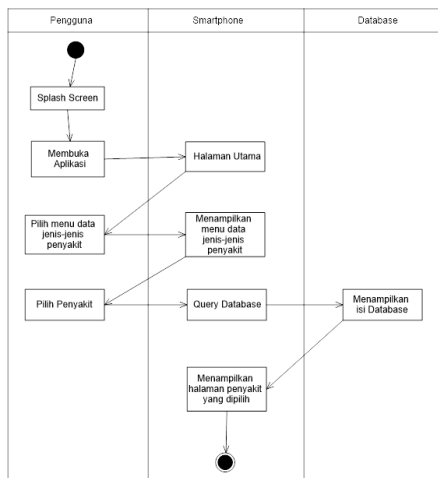 Pengguna
Smartphone
Database
Splash Screen
Membuka
Aplikasi
Halaman Utama
Pilih menu data
jenis-jenis
penyakit
Menampilkan
menu data
jenis-jenis
penyakit
Pilih Penyakit
Query Database
Menampilkan
isi Database
Menampilkan
halaman penyakit
yang dipilih